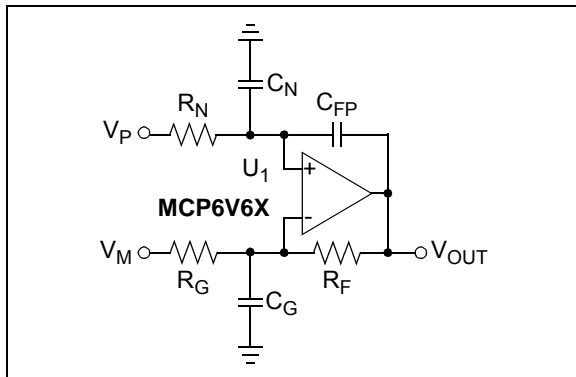 C_N
R_N
C_FP
V_P
U_1
+
MCP6V6X
-
V_M
V_OUT
R_G
R_F
C_G